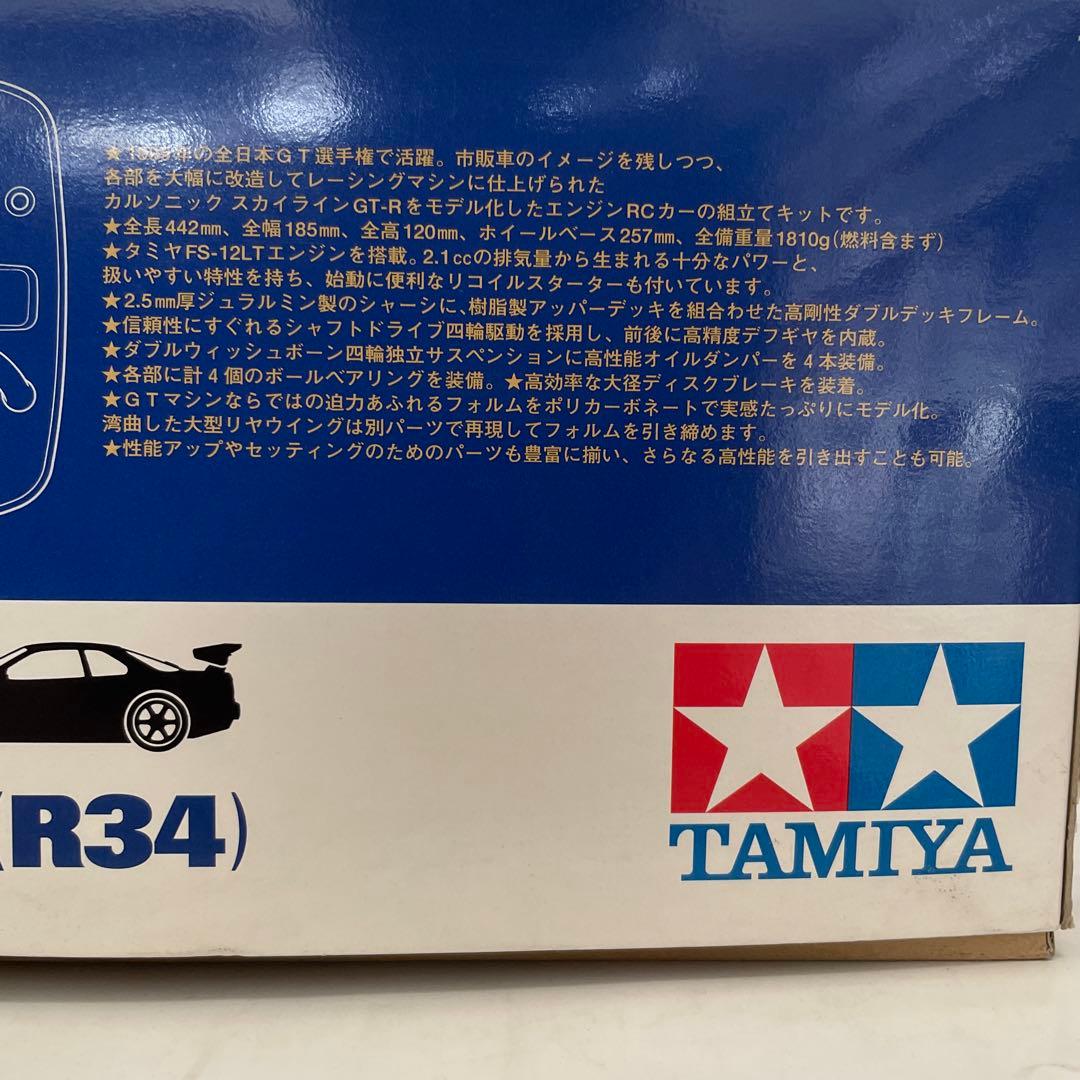 ★1999年の全日本GT選手権で活躍。市販車のイメージを残しつつ、
各部を大幅に改造してレーシングマシンに仕上げられた
カルソニック スカイラインGT-Rをモデル化したエンジンRCカーの組立てキットです。
★全長442mm、全幅185mm、全高120mm、ホイールベース257mm、全備重量1810g(燃料含まず)
★タミヤFS-12LTエンジンを搭載。2.1ccの排気量から生まれる十分なパワーと、
扱いやすい特性を持ち、始動に便利なリコイルスターターも付いています。
★2.5mm厚ジュラルミン製のシャーシに、樹脂製アッパーデッキを組合わせた高剛性ダブルデッキフレーム。
★信頼性にすぐれるシャフトドライブ四輪駆動を採用し、前後に高精度デフギヤを内蔵。
★ダブルウィッシュボーン四輪独立サスペンションに高性能オイルダンパーを4本装備。
★各部に計4個のボールベアリングを装備。★高効率な大径ディスクブレーキを装着。
★GTマシンならではの迫力あふれるフォルムをポリカーボネートで実感たっぷりにモデル化。
湾曲した大型リヤウイングは別パーツで再現してフォルムを引き締めます。
★性能アップやセッティングのためのパーツも豊富に揃い、さらなる高性能を引き出すことも可能。
(R34)
TAMIYA